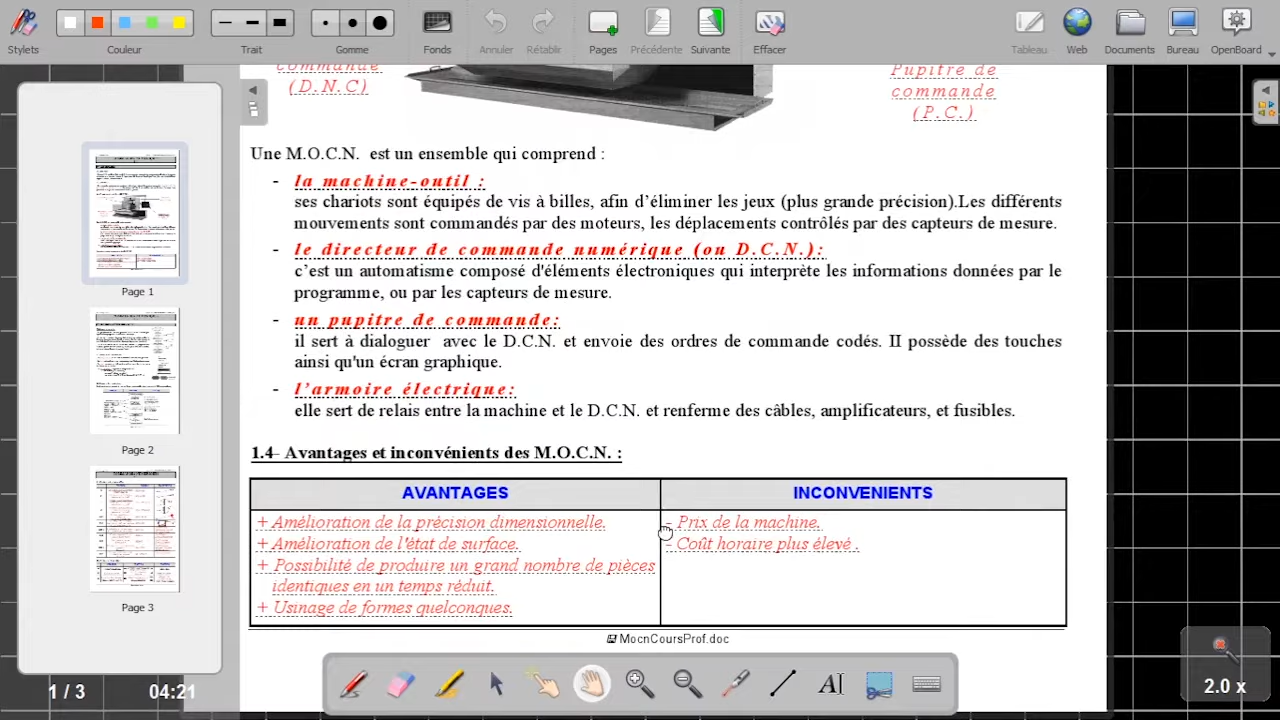 Stylets Couleur Trait Gomme Fonds Annuler Rétablir Pages Précédente Suivante Effacer Tableau Web Documents Bureau OpenBoard
commande
(D.N.C)
Pupitre de
commande
(P.C.)
Une M.O.C.N. est un ensemble qui comprend :
- la machine-outil :
ses chariots sont équipés de vis à billes, afin d’éliminer les jeux (plus grande précision).Les différents
mouvements sont commandés par des moteurs, les déplacements contrôlés par des capteurs de mesure.
- le directeur de commande numérique (ou D.C.N.):
c’est un automatisme composé d'éléments électroniques qui interprète les informations données par le
programme, ou par les capteurs de mesure.
- un pupitre de commande:
il sert à dialoguer avec le D.C.N. et envoie des ordres de commande codés. II possède des touches
ainsi qu'un écran graphique.
- l’armoire électrique:
elle sert de relais entre la machine et le D.C.N. et renferme des câbles, amplificateurs, et fusibles.
1.4- Avantages et inconvénients des M.O.C.N. :
AVANTAGES INCONVENIENTS
+ Amélioration de la précision dimensionnelle.
+ Amélioration de l'état de surface.
+ Possibilité de produire un grand nombre de pièces
identiques en un temps réduit.
+ Usinage de formes quelconques.
- Prix de la machine.
- Coût horaire plus élevé .
MocnCoursProf.doc
Page 1
Page 2
Page 3
1 / 3 04:21
2.0 x